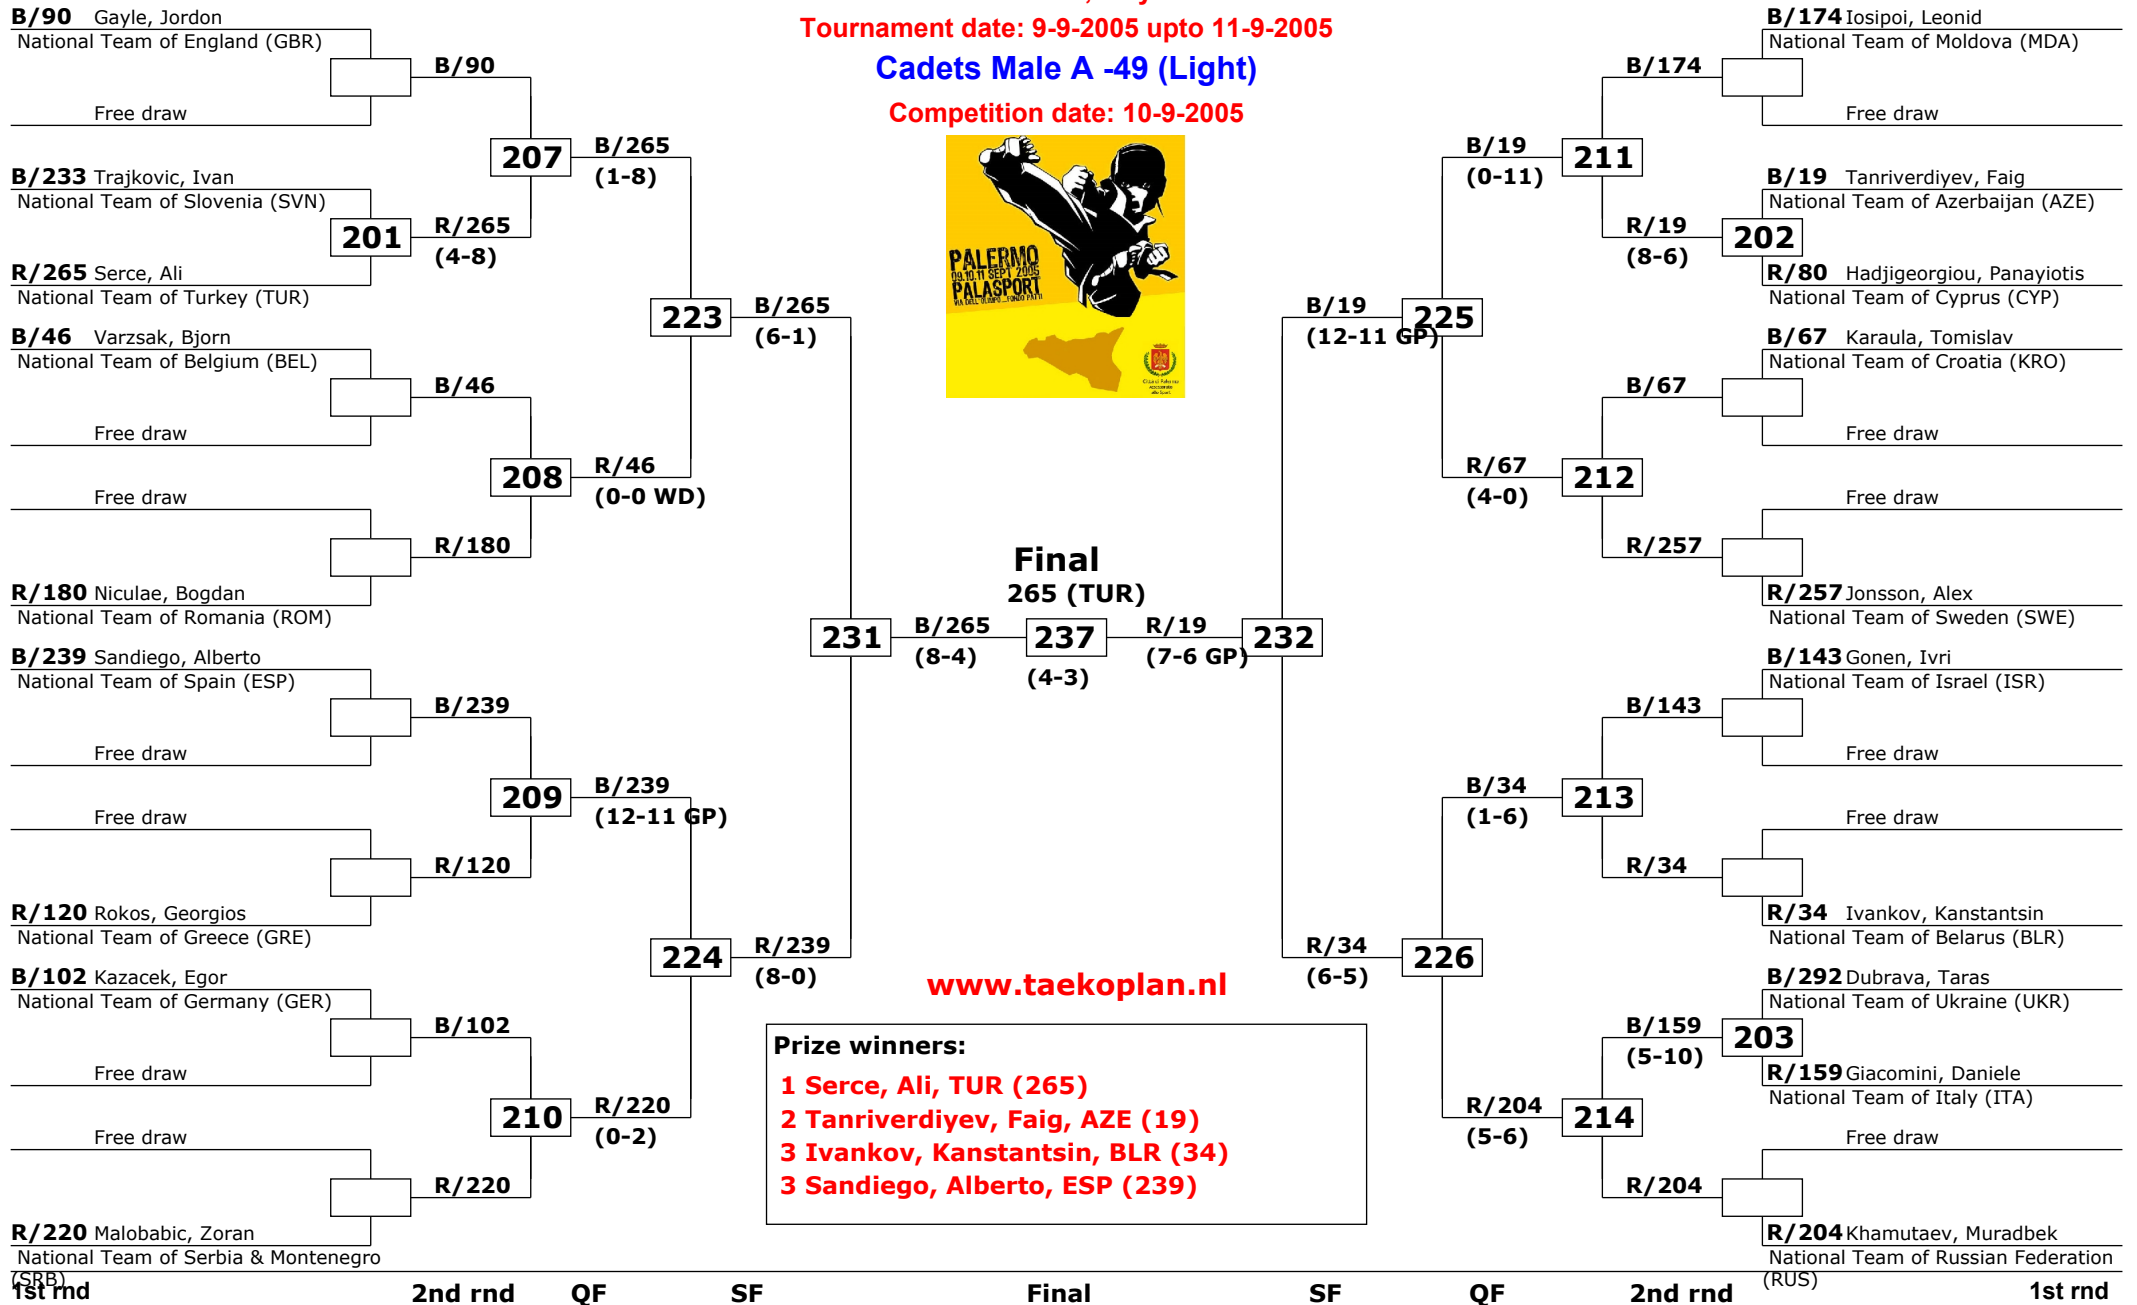 Tournament date: 9-9-2005 upto 11-9-2005
Cadets Male A -49 (Light)
Competition date: 10-9-2005
PALERMO
09.10.11 SEPT 2005
PALASPORT
B/90 Gayle, Jordon
National Team of England (GBR)
Free draw
B/90
207
B/265
(1-8)
B/233 Trajkovic, Ivan
National Team of Slovenia (SVN)
201
R/265
(4-8)
R/265 Serce, Ali
National Team of Turkey (TUR)
223
B/265
(6-1)
B/46 Varzsak, Bjorn
National Team of Belgium (BEL)
B/46
Free draw
208
R/46
(0-0 WD)
Free draw
R/180
R/180 Niculae, Bogdan
National Team of Romania (ROM)
231
B/265
(8-4)
B/239 Sandiego, Alberto
National Team of Spain (ESP)
B/239
Free draw
209
B/239
(12-11 GP)
Free draw
R/120
R/120 Rokos, Georgios
National Team of Greece (GRE)
224
R/239
(8-0)
B/102 Kazacek, Egor
National Team of Germany (GER)
B/102
Free draw
210
R/220
(0-2)
Free draw
R/220
R/220 Malobabic, Zoran
National Team of Serbia & Montenegro
(SRB)
Final
265 (TUR)
237
(4-3)
www.taekoplan.nl
Prize winners:
1 Serce, Ali, TUR (265)
2 Tanriverdiyev, Faig, AZE (19)
3 Ivankov, Kanstantsin, BLR (34)
3 Sandiego, Alberto, ESP (239)
B/174 Iosipoi, Leonid
National Team of Moldova (MDA)
B/174
Free draw
B/19
(0-11)
211
B/19 Tanriverdiyev, Faig
National Team of Azerbaijan (AZE)
R/19
(8-6)
202
R/80 Hadjigeorgiou, Panayiotis
National Team of Cyprus (CYP)
B/19
(12-11 GP)
225
B/67 Karaula, Tomislav
National Team of Croatia (KRO)
B/67
Free draw
R/67
(4-0)
212
Free draw
R/257
R/257 Jonsson, Alex
National Team of Sweden (SWE)
R/19
(7-6 GP)
232
B/143 Gonen, Ivri
National Team of Israel (ISR)
B/143
Free draw
B/34
(1-6)
213
Free draw
R/34
R/34 Ivankov, Kanstantsin
National Team of Belarus (BLR)
R/34
(6-5)
226
B/292 Dubrava, Taras
National Team of Ukraine (UKR)
B/159
(5-10)
203
R/159 Giacomini, Daniele
National Team of Italy (ITA)
R/204
(5-6)
214
Free draw
R/204
R/204 Khamutaev, Muradbek
National Team of Russian Federation
(RUS)
1st rnd 2nd rnd QF SF Final SF QF 2nd rnd 1st rnd